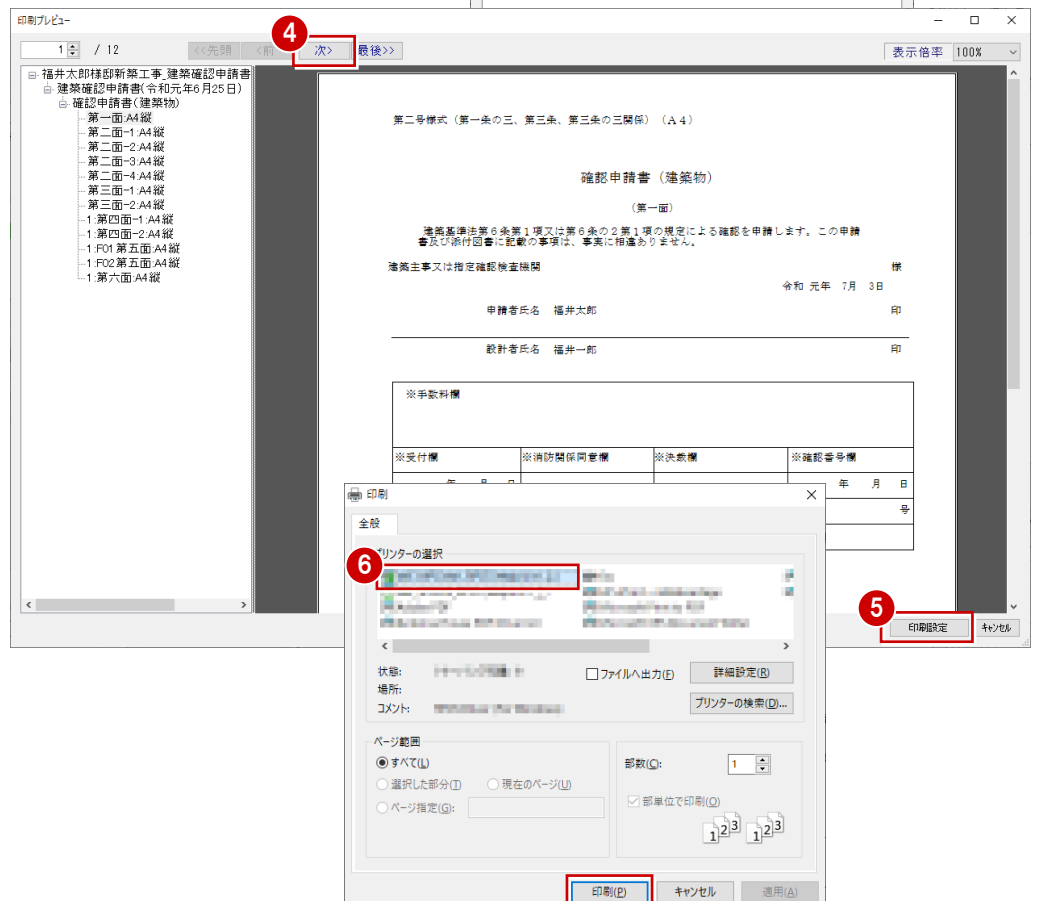 印刷プレビュー
1 / 12 <<先頭 <前 次> 最後>> 表示倍率 100%
4
福井太郎様邸新築工事_建築確認申請書
建築確認申請書(令和元年6月25日)
確認申請書(建築物)
第一面:A4縦
第二面-1:A4縦
第二面-2:A4縦
第二面-3:A4縦
第二面-4:A4縦
第三面-1:A4縦
第三面-2:A4縦
1:第四面-1:A4縦
1:第四面-2:A4縦
1:F01 第五面:A4縦
1:F02 第五面:A4縦
1:第六面:A4縦
第二号様式（第一条の三、第三条、第三条の三関係）（Ａ４）
確認申請書（建築物）
（第一面）
建築基準法第６条第１項又は第６条の２第１項の規定による確認を申請します。この申請
書及び添付図書に記載の事項は、事実に相違ありません。
建築主事又は指定確認検査機関 様
令和 元年 7月 3日
申請者氏名 福井太郎 印
設計者氏名 福井一郎 印
※手数料欄
※受付欄 ※消防関係同意欄 ※決裁欄 ※確認番号欄
年 月 日 年 月 日
号
5
印刷設定 キャンセル
印刷
全般
プリンターの選択
6
状態:
場所:
コメント:
ファイルへ出力(F) 詳細設定(R)
プリンターの検索(D)...
ページ範囲
すべて(L)
選択した部分(T) 現在のページ(U)
ページ指定(G):
部数(C): 1
部単位で印刷(O)
1 2 3 1 2 3
印刷(P) キャンセル 適用(A)